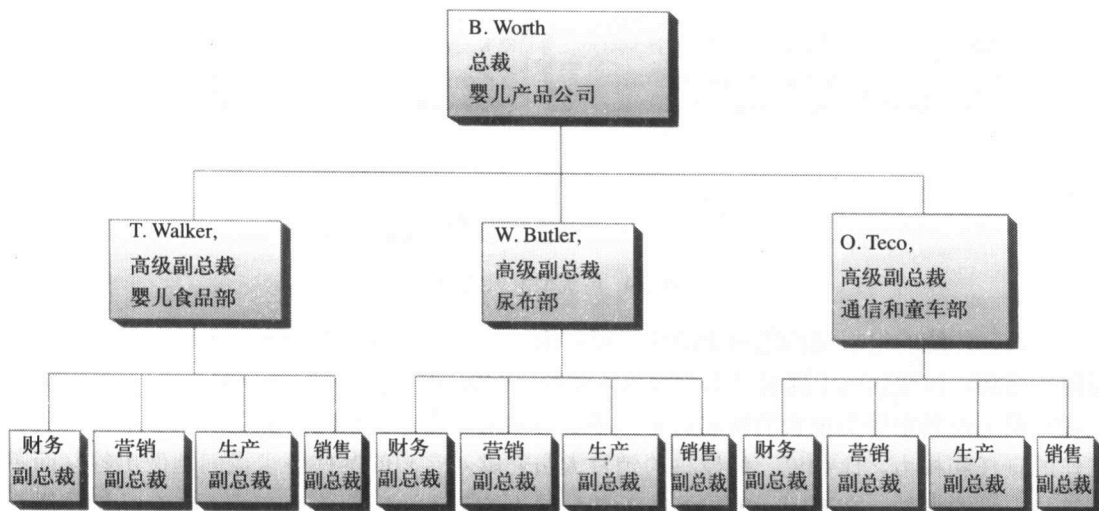 B. Worth
总裁
婴儿产品公司
T. Walker,
高级副总裁
婴儿食品部
W. Butler,
高级副总裁
尿布部
O. Teco,
高级副总裁
通信和童车部
财务
副总裁
营销
副总裁
生产
副总裁
销售
副总裁
财务
副总裁
营销
副总裁
生产
副总裁
销售
副总裁
财务
副总裁
营销
副总裁
生产
副总裁
销售
副总裁